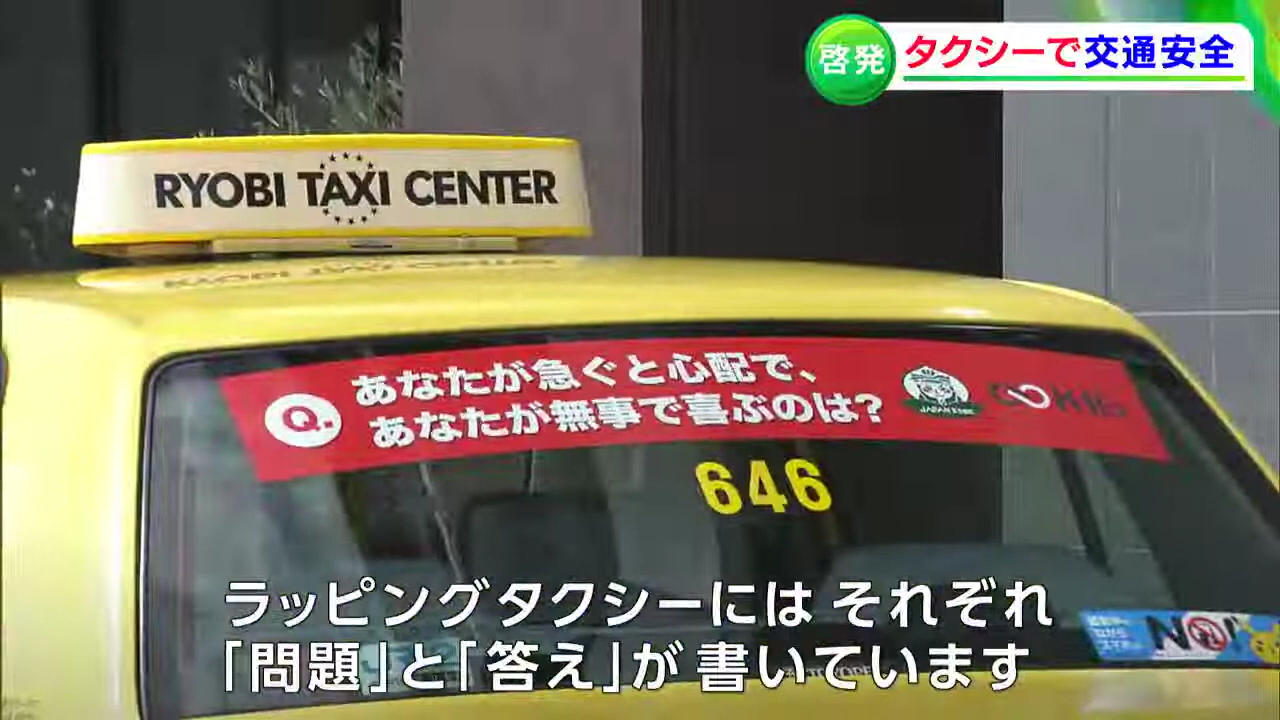 啓発
タクシーで交通安全
RYOBI TAXI CENTER
Q.
あなたが急ぐと心配で、
あなたが無事で喜ぶのは?
646
NO!
ラッピングタクシーには それぞれ
「問題」と「答え」が 書いています